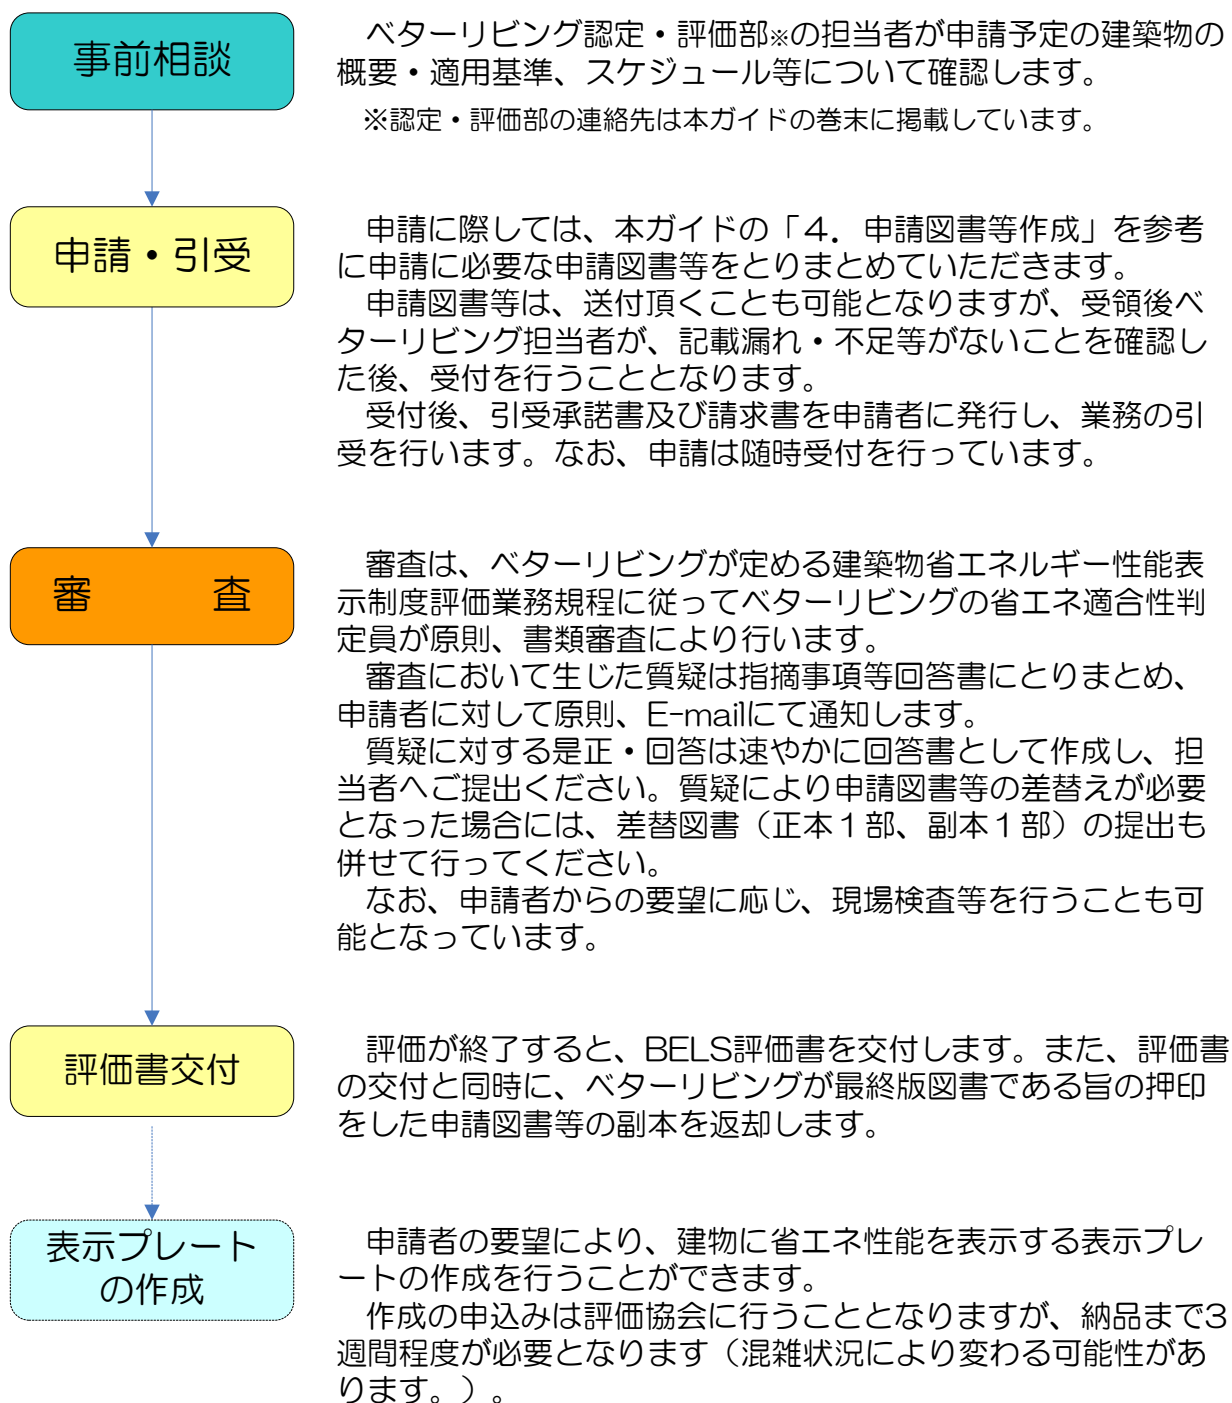 事前相談
ベターリビング認定・評価部※の担当者が申請予定の建築物の
概要・適用基準、スケジュール等について確認します。
※認定・評価部の連絡先は本ガイドの巻末に掲載しています。
申請・引受
申請に際しては、本ガイドの「４．申請図書等作成」を参考
に申請に必要な申請図書等をとりまとめていただきます。
申請図書等は、送付頂くことも可能となりますが、受領後ベ
ターリビング担当者が、記載漏れ・不足等がないことを確認し
た後、受付を行うこととなります。
受付後、引受承諾書及び請求書を申請者に発行し、業務の引
受を行います。なお、申請は随時受付を行っています。
審　　査
審査は、ベターリビングが定める建築物省エネルギー性能表
示制度評価業務規程に従ってベターリビングの省エネ適合性判
定員が原則、書類審査により行います。
審査において生じた質疑は指摘事項等回答書にとりまとめ、
申請者に対して原則、E-mailにて通知します。
質疑に対する是正・回答は速やかに回答書として作成し、担
当者へご提出ください。質疑により申請図書等の差替えが必要
となった場合には、差替図書（正本１部、副本１部）の提出も
併せて行ってください。
なお、申請者からの要望に応じ、現場検査等を行うことも可
能となっています。
評価書交付
評価が終了すると、BELS評価書を交付します。また、評価書
の交付と同時に、ベターリビングが最終版図書である旨の押印
をした申請図書等の副本を返却します。
表示プレート
の作成
申請者の要望により、建物に省エネ性能を表示する表示プレ
ートの作成を行うことができます。
作成の申込みは評価協会に行うこととなりますが、納品まで3
週間程度が必要となります（混雑状況により変わる可能性があ
ります。）。